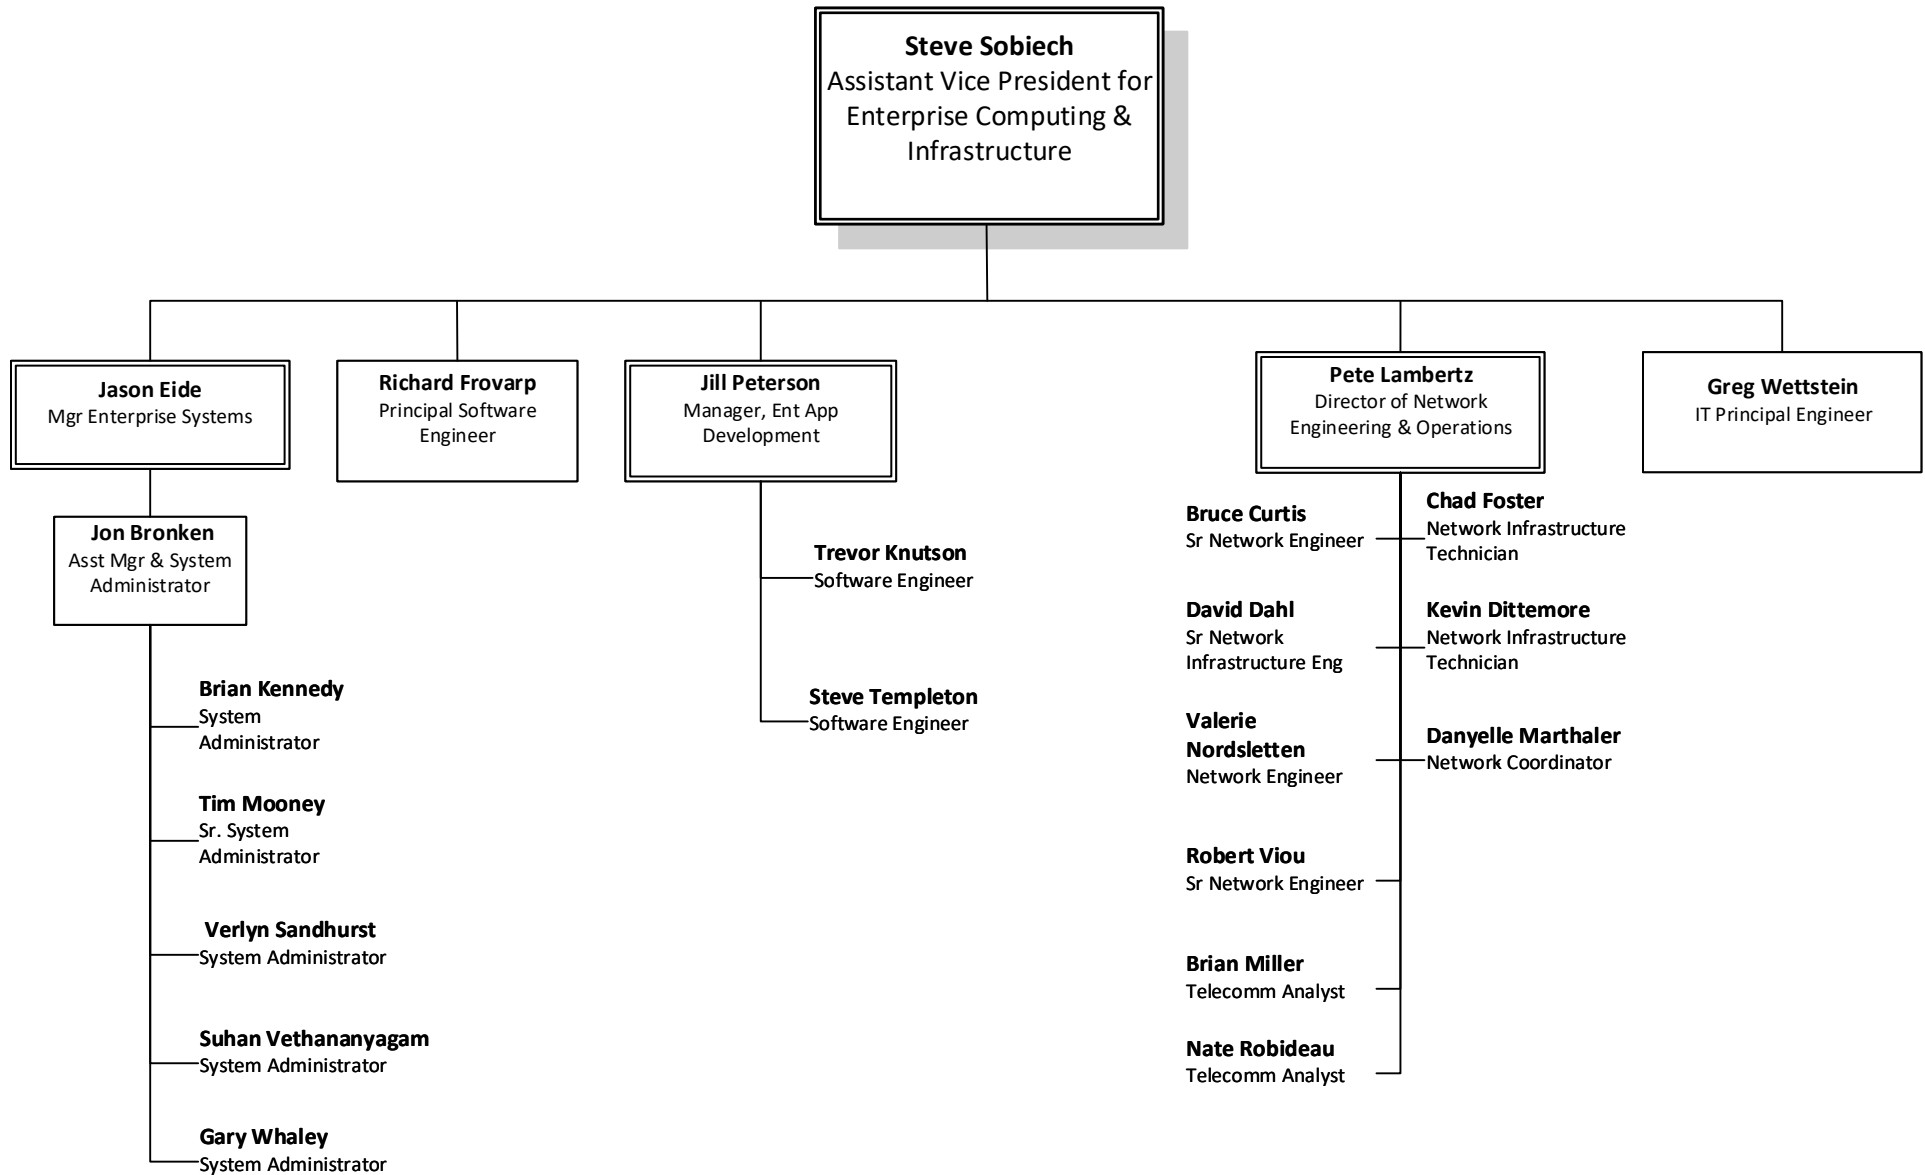 Steve Sobiech
Assistant Vice President for
Enterprise Computing &
Infrastructure
Jason Eide
Mgr Enterprise Systems
Richard Frovarp
Principal Software
Engineer
Jill Peterson
Manager, Ent App
Development
Pete Lambertz
Director of Network
Engineering & Operations
Greg Wettstein
IT Principal Engineer
Jon Bronken
Asst Mgr & System
Administrator
Brian Kennedy
System
Administrator
Tim Mooney
Sr. System
Administrator
Verlyn Sandhurst
System Administrator
Suhan Vethananyagam
System Administrator
Gary Whaley
System Administrator
Trevor Knutson
Software Engineer
Steve Templeton
Software Engineer
Bruce Curtis
Sr Network Engineer
David Dahl
Sr Network
Infrastructure Eng
Valerie
Nordsletten
Network Engineer
Robert Viou
Sr Network Engineer
Brian Miller
Telecomm Analyst
Nate Robideau
Telecomm Analyst
Chad Foster
Network Infrastructure
Technician
Kevin Dittemore
Network Infrastructure
Technician
Danyelle Marthaler
Network Coordinator